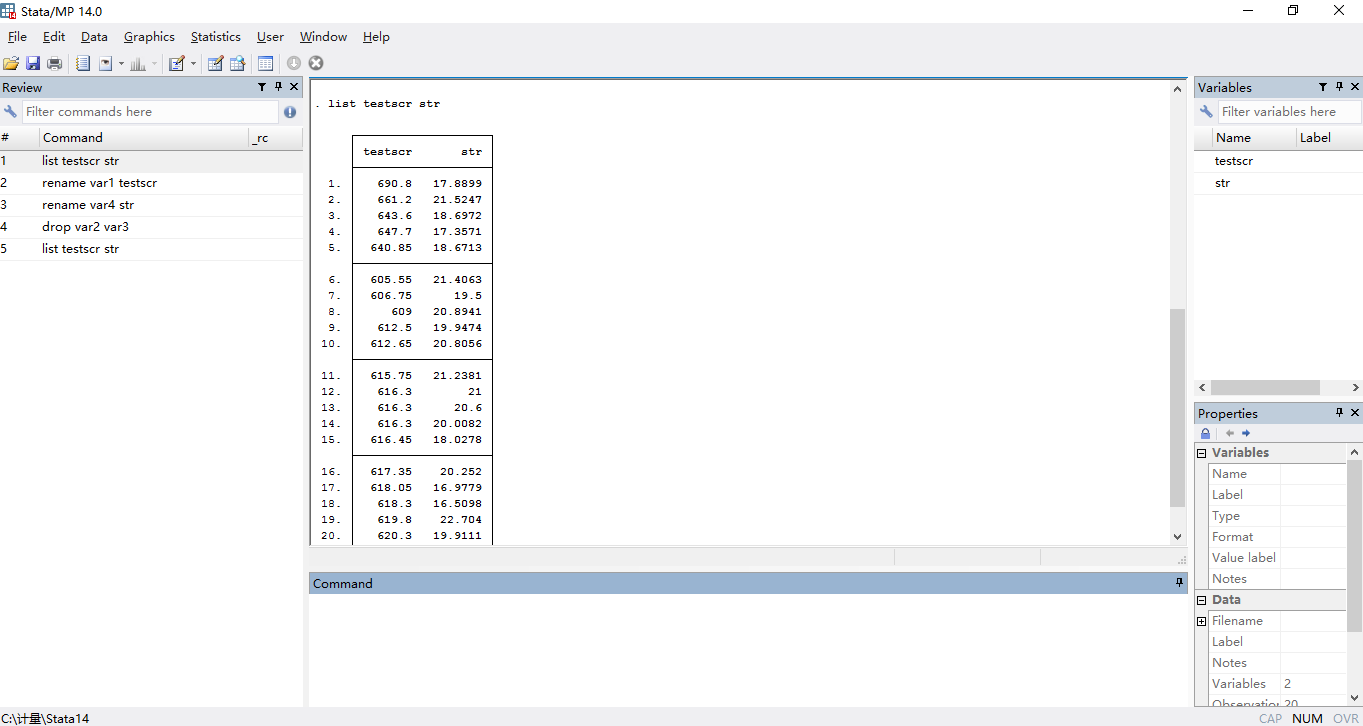 Stata/MP 14.0
File Edit Data Graphics Statistics User Window Help
Review
Filter commands here
# Command _rc
1 list testscr str
2 rename var1 testscr
3 rename var4 str
4 drop var2 var3
5 list testscr str
. list testscr str
testscr str
1. 690.8 17.8899
2. 661.2 21.5247
3. 643.6 18.6972
4. 647.7 17.3571
5. 640.85 18.6713
6. 605.55 21.4063
7. 606.75 19.5
8. 609 20.8941
9. 612.5 19.9474
10. 612.65 20.8056
11. 615.75 21.2381
12. 616.3 21
13. 616.3 20.6
14. 616.3 20.0082
15. 616.45 18.0278
16. 617.35 20.252
17. 618.05 16.9779
18. 618.3 16.5098
19. 619.8 22.704
20. 620.3 19.9111
Command
Variables
Filter variables here
Name Label
testscr
str
Properties
Variables
Name
Label
Type
Format
Value label
Notes
Data
Filename
Label
Notes
Variables 2
Observatio 20
C:\计量\Stata14
CAP NUM OVR